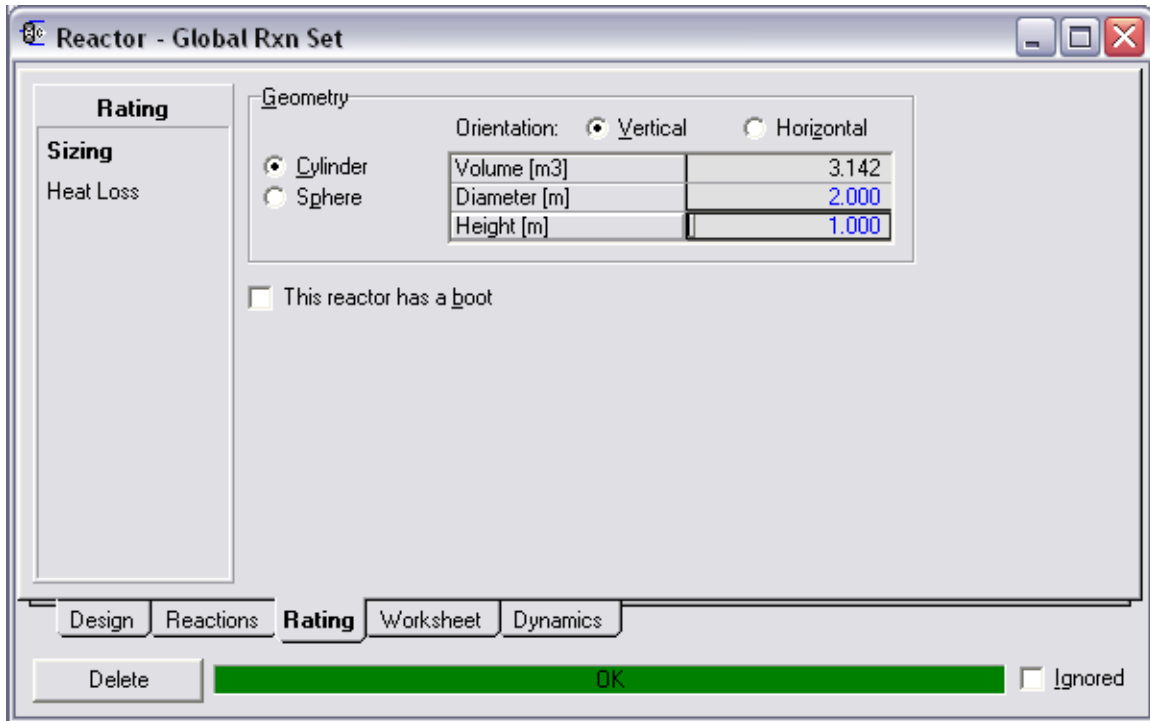 Reactor - Global Rxn Set
Rating
Sizing
Heat Loss
Geometry
Orientation: Vertical Horizontal
Cylinder
Sphere
Volume [m3] 3.142
Diameter [m] 2.000
Height [m] 1.000
This reactor has a boot
Design Reactions Rating Worksheet Dynamics
Delete OK Ignored